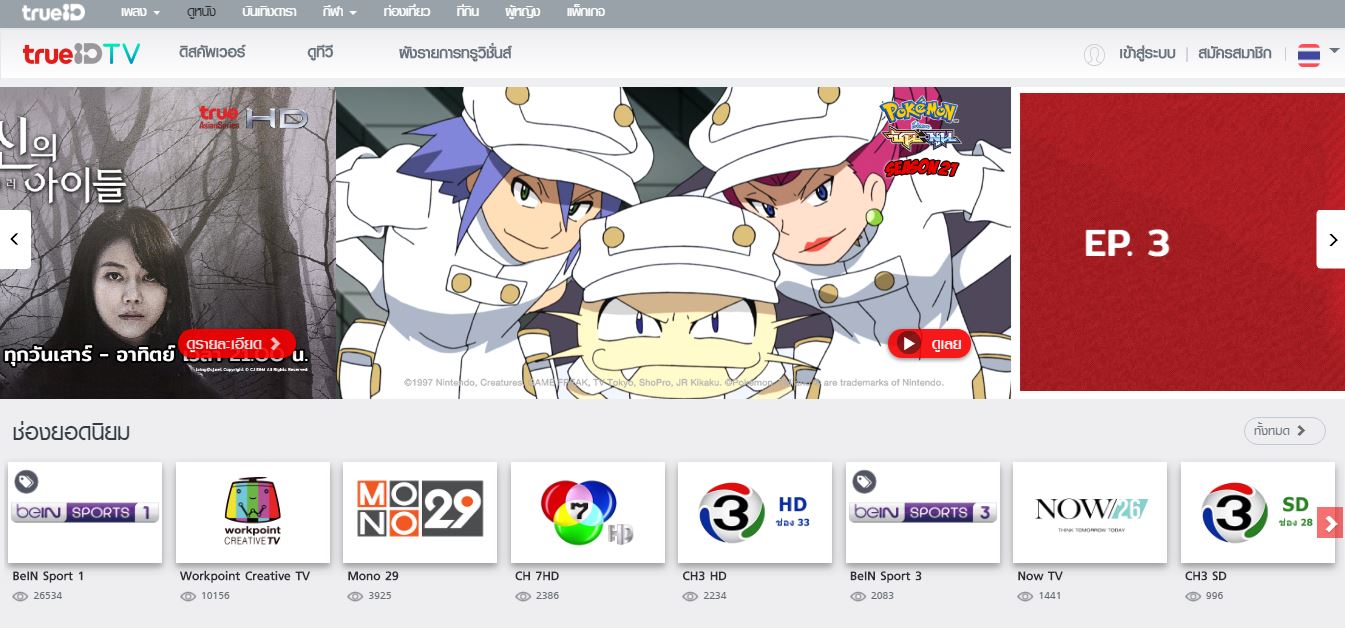 trueID
เพลง
ดูหนัง
บันเทิงดารา
กีฬา
ท่องเที่ยว
ที่กิน
ผู้หญิง
แพ็กเกจ
trueID TV
ดิสคัฟเวอร์
ดูทีวี
ผังรายการทรูวิชั่นส์
เข้าสู่ระบบ
สมัครสมาชิก
true HD
AsianSeries
신의
아이들
ดูรายละเอียด
ทุกวันเสาร์ - อาทิตย์ เวลา 21.00 น.
POKÉMON
SEASON 21
ดูเลย
©1997 Nintendo, Creatures, GAME FREAK, TV Tokyo, ShoPro, JR Kikaku. ©Pokémon. are trademarks of Nintendo.
EP. 3
ช่องยอดนิยม
ทั้งหมด
beIN SPORTS 1
workpoint
CREATIVE TV
MONO 29
7 HD
3 HD
ช่อง 33
beIN SPORTS 3
NOW/26
THINK TOMORROW TODAY
3 SD
ช่อง 28
BeIN Sport 1
Workpoint Creative TV
Mono 29
CH 7HD
CH3 HD
BeIN Sport 3
Now TV
CH3 SD
26534
10156
3925
2386
2234
2083
1441
996